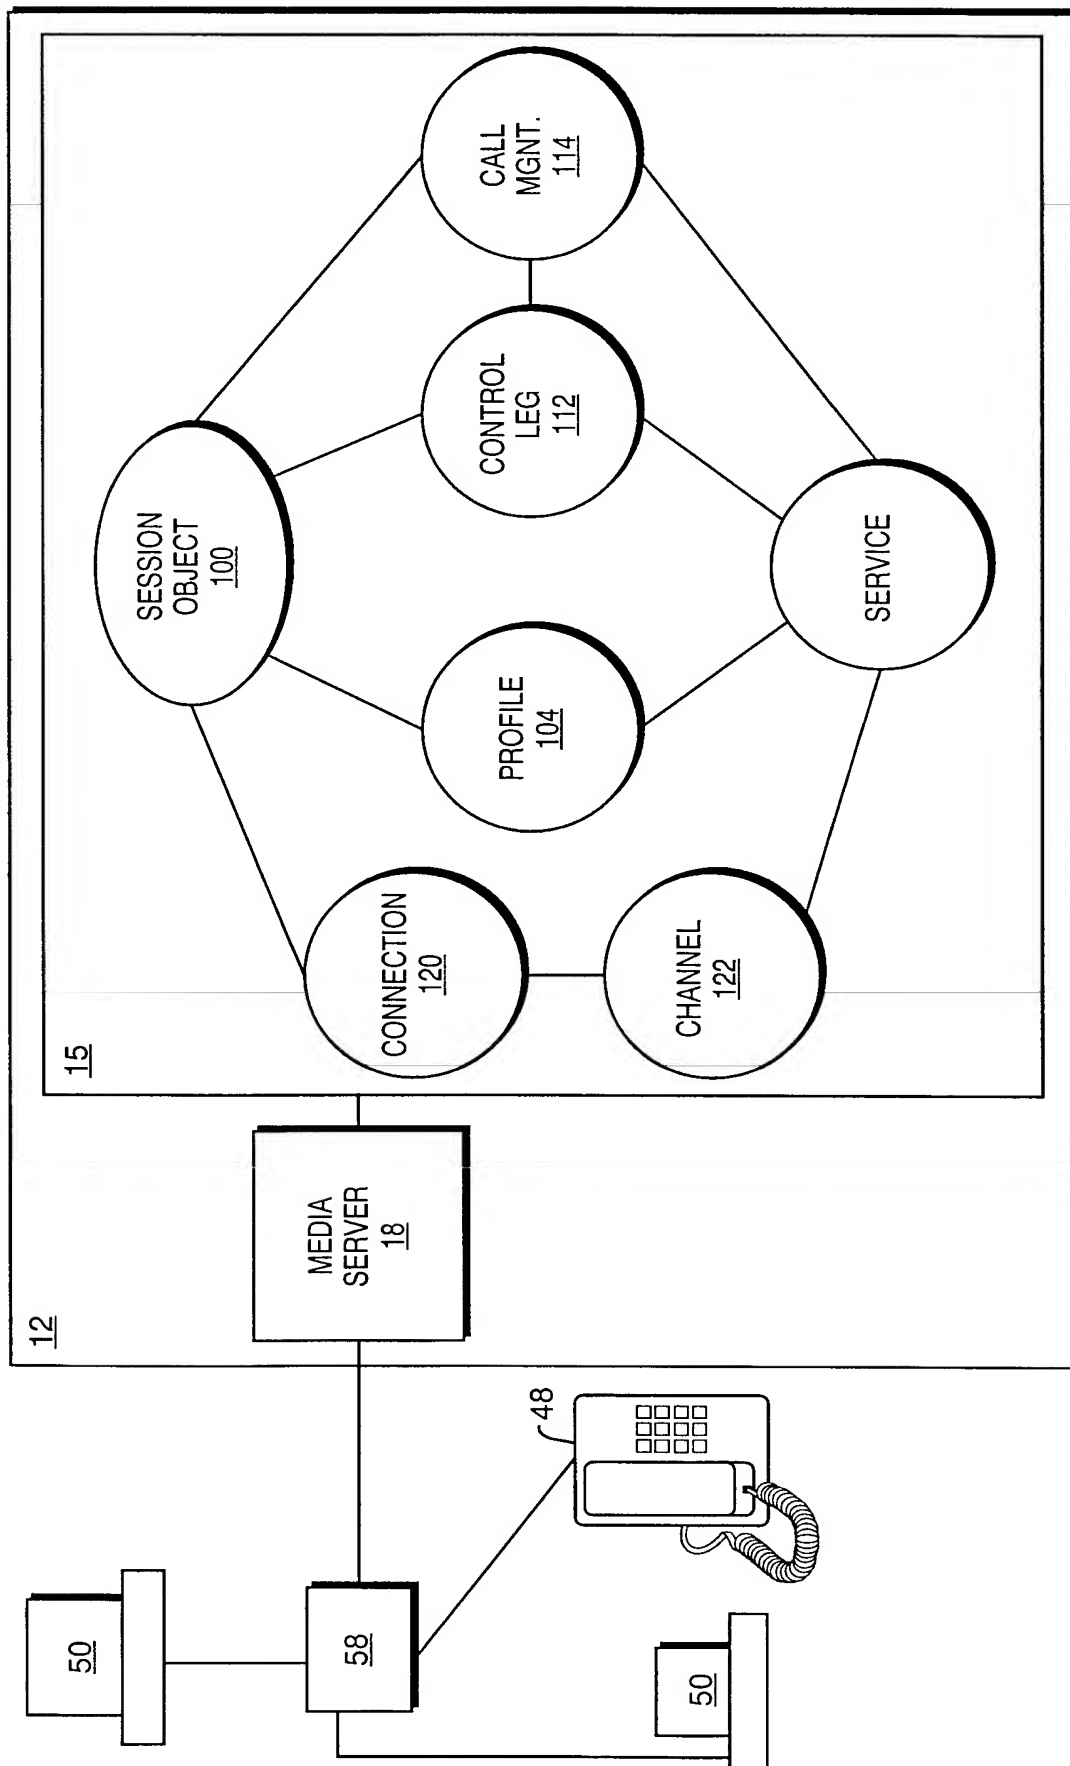 12
15
50
58
50
48
MEDIA
SERVER
18
CONNECTION
120
CHANNEL
122
SESSION
OBJECT
100
PROFILE
104
CONTROL
LEG
112
CALL
MGNT.
114
SERVICE